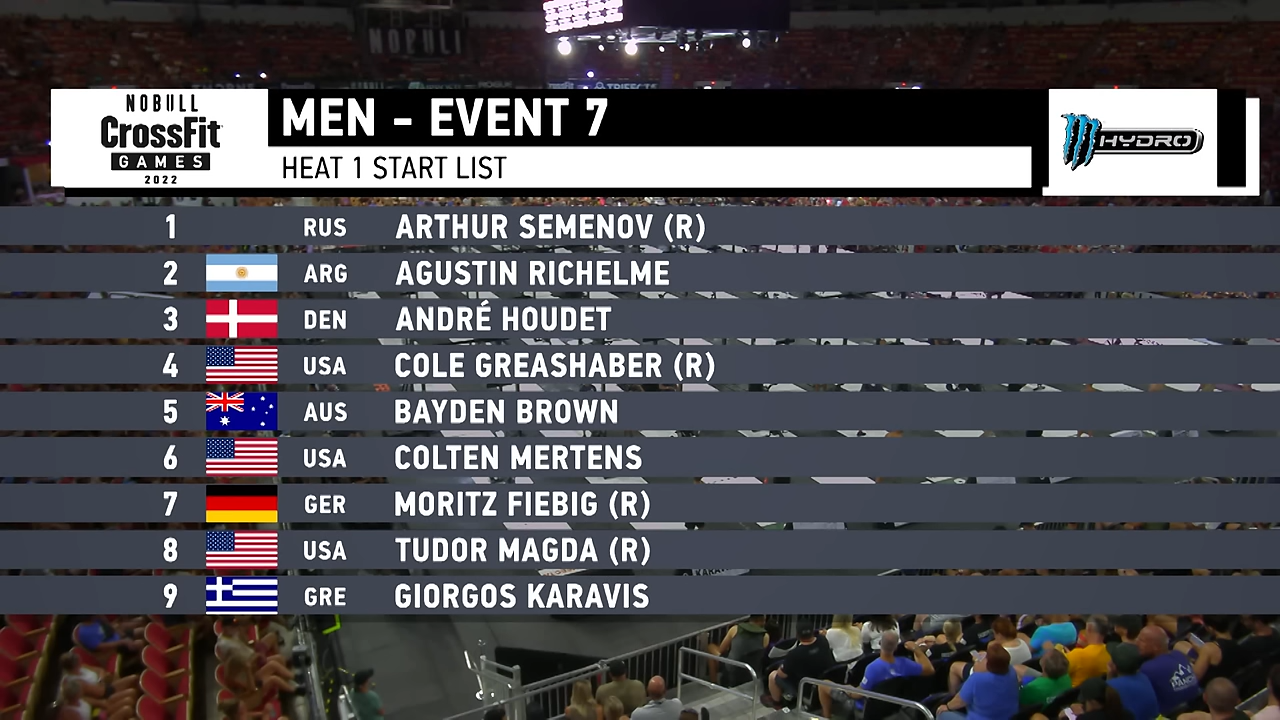 NOPULL
NOBULL
CrossFit
GAMES
2022
MEN - EVENT 7
HEAT 1 START LIST
HYDRO
1 RUS ARTHUR SEMENOV (R)
2 ARG AGUSTIN RICHELME
3 DEN ANDRÉ HOUDET
4 USA COLE GREASHABER (R)
5 AUS BAYDEN BROWN
6 USA COLTEN MERTENS
7 GER MORITZ FIEBIG (R)
8 USA TUDOR MAGDA (R)
9 GRE GIORGOS KARAVIS